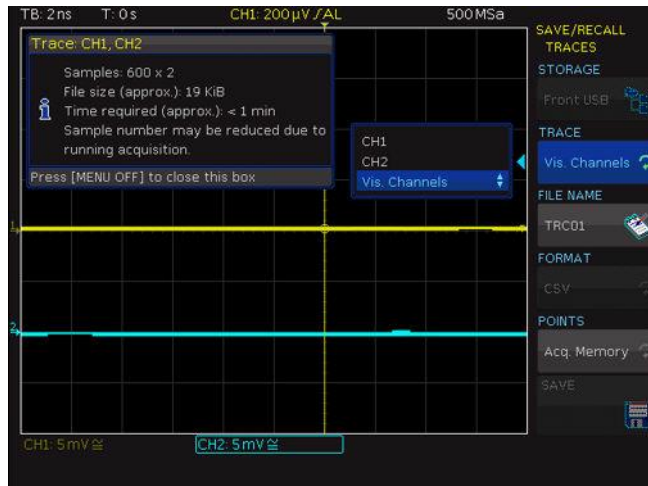 TB: 2ns T: 0s CH1: 200µV / AL 500MSa
Trace: CH1, CH2
Samples: 600 x 2
File size (approx.): 19 KiB
Time required (approx.): < 1 min
Sample number may be reduced due to
running acquisition.
Press [MENU OFF] to close this box
CH1
CH2
Vis. Channels
1
2
CH1: 5mV≅
CH2: 5mV≅
SAVE/RECALL
TRACES
STORAGE
Front USB
TRACE
Vis. Channels
FILE NAME
TRC01
FORMAT
CSV
POINTS
Acq. Memory
SAVE